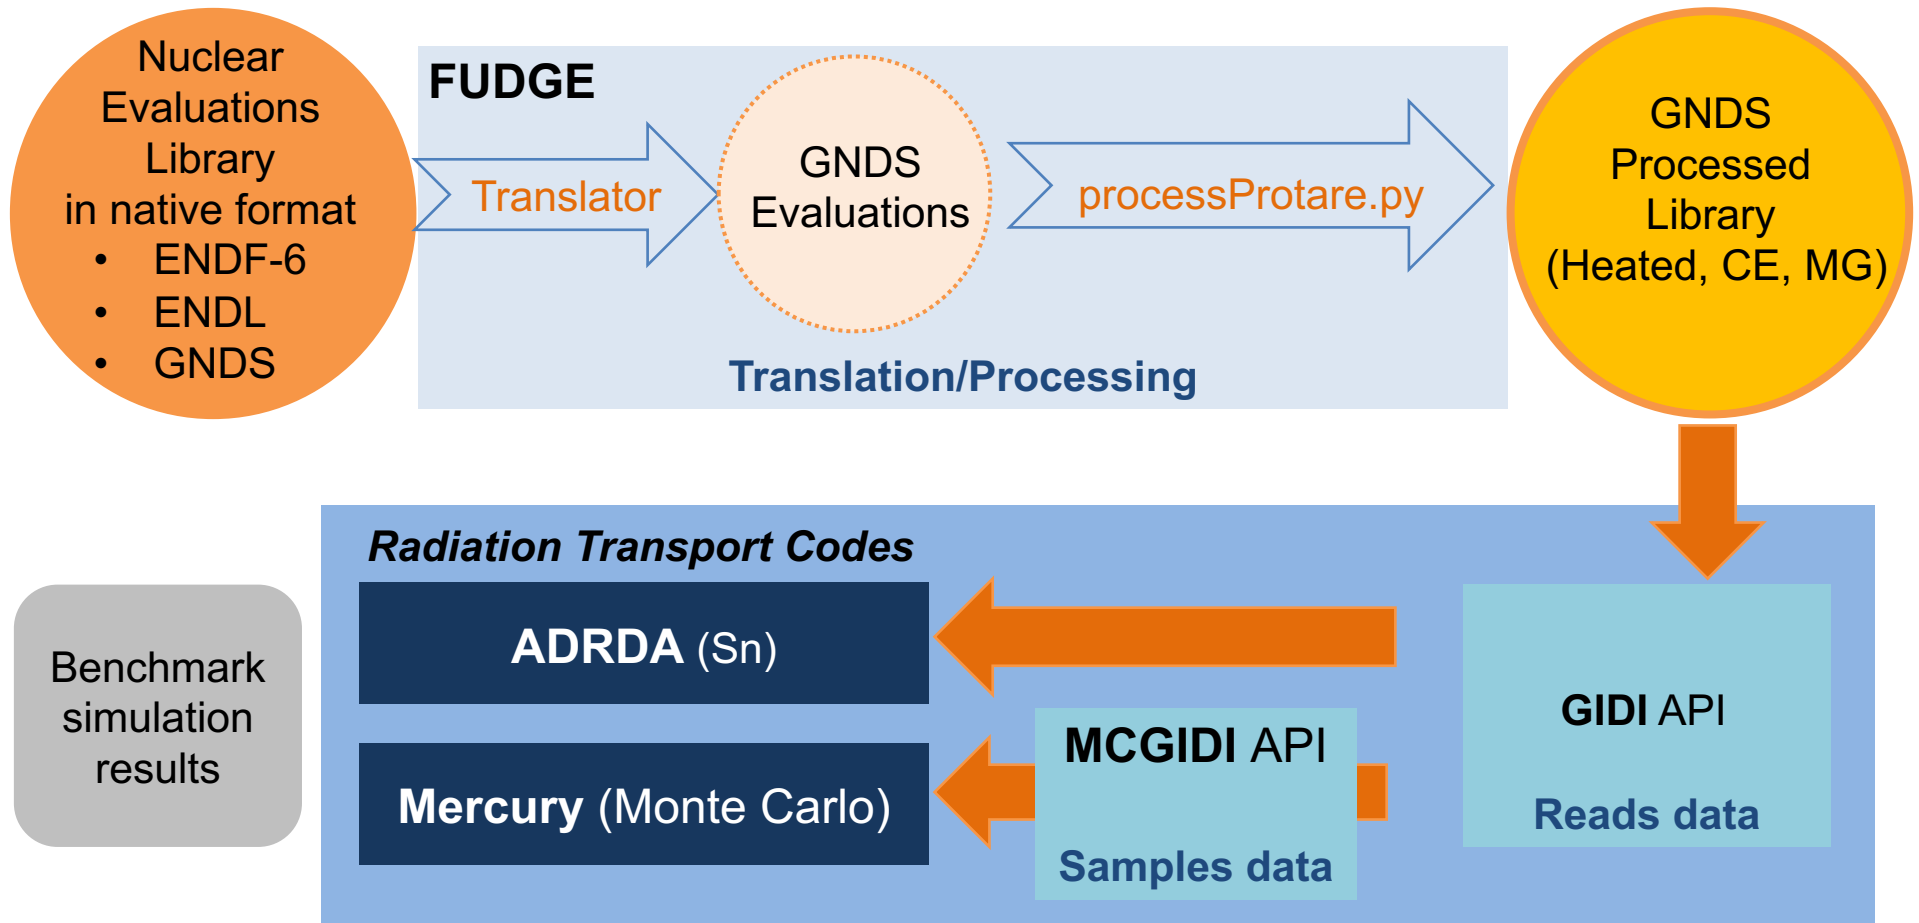 Nuclear
Evaluations
Library
in native format
• ENDF-6
• ENDL
• GNDS
FUDGE
Translator
GNDS
Evaluations
processProtare.py
Translation/Processing
GNDS
Processed
Library
(Heated, CE, MG)
Radiation Transport Codes
ADRDA (Sn)
Mercury (Monte Carlo)
MCGIDI API
Samples data
GIDI API
Reads data
Benchmark
simulation
results